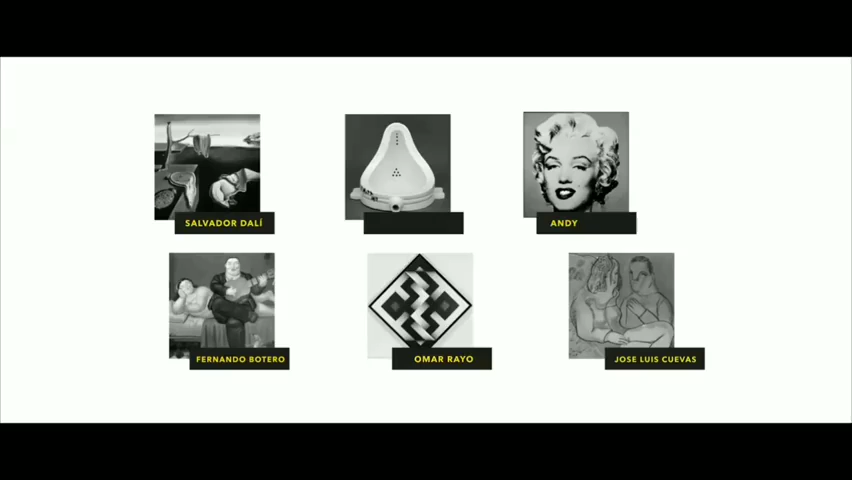 SALVADOR DALÍ
ANDY
FERNANDO BOTERO
OMAR RAYO
JOSE LUIS CUEVAS